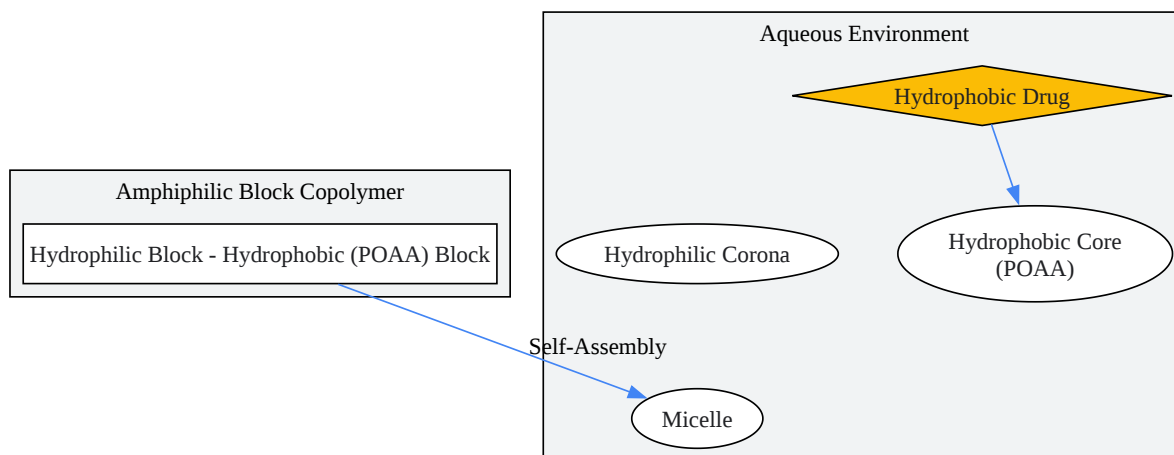 Aqueous Environment
Hydrophobic Drug
Amphiphilic Block Copolymer
Hydrophilic Block - Hydrophobic (POAA) Block
Hydrophilic Corona
Hydrophobic Core
(POAA)
Self-Assembly
Micelle